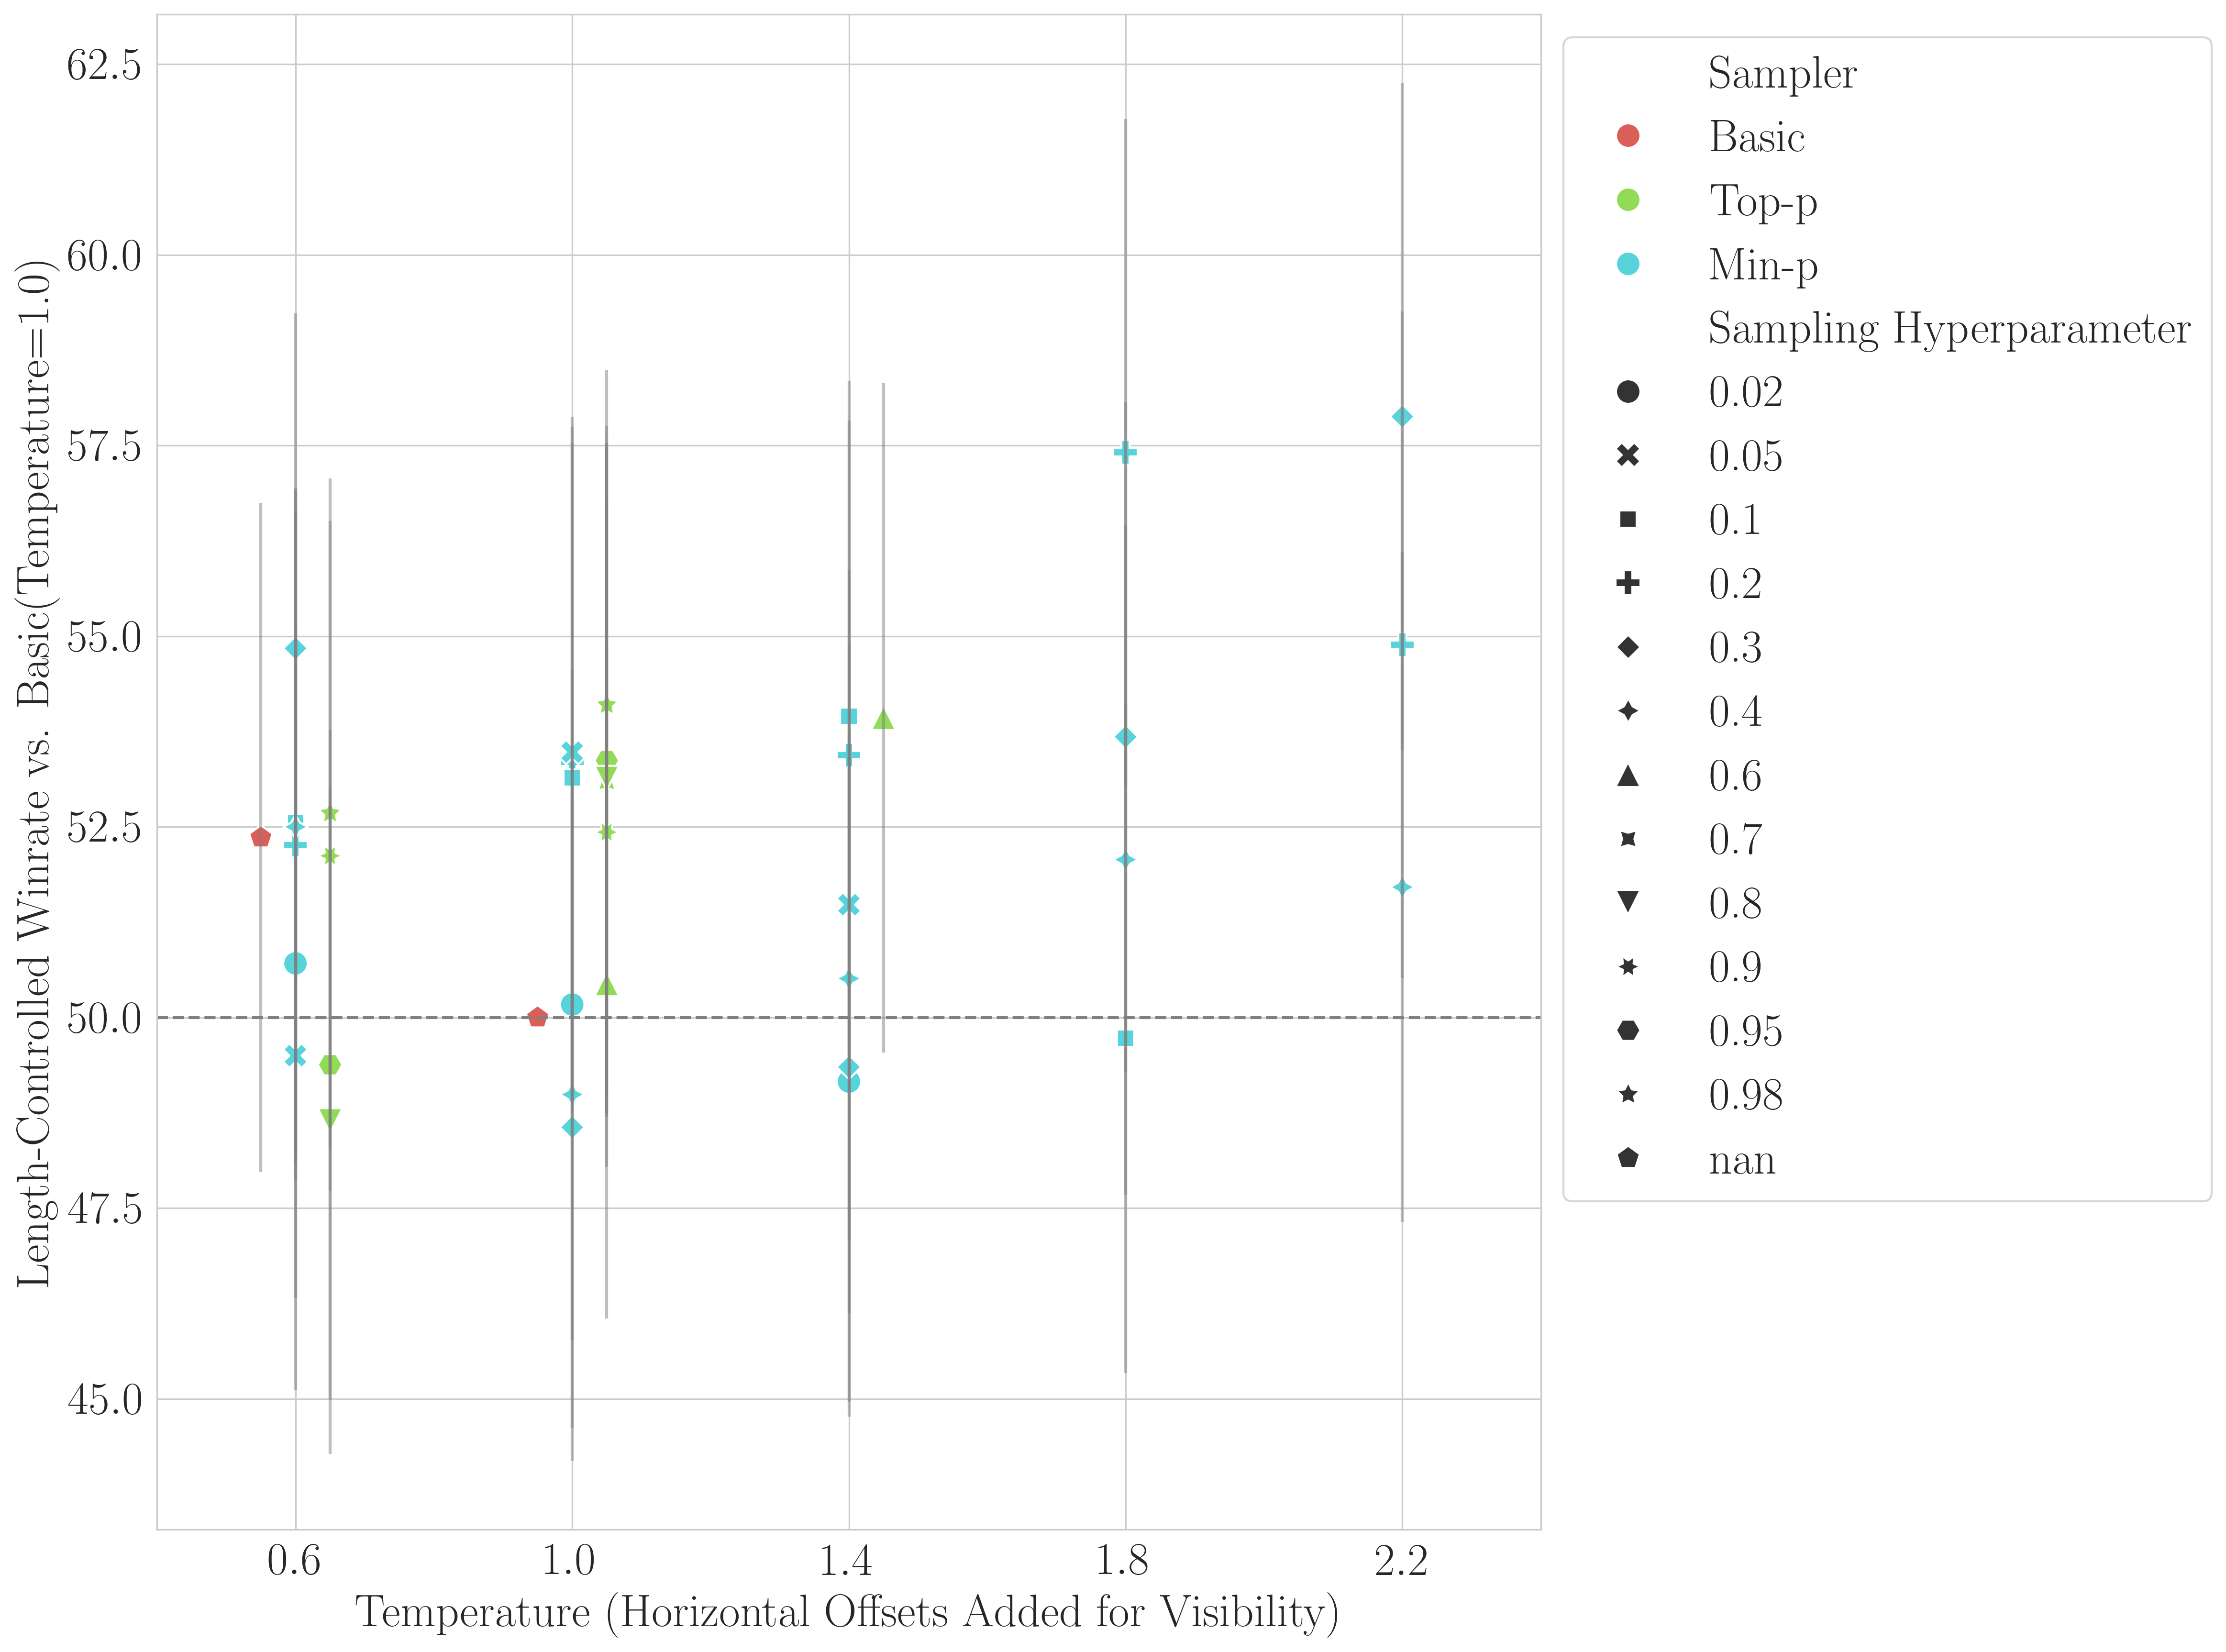 Length-Controlled Winrate vs. Basic(Temperature=1.0)
62.5
60.0
57.5
55.0
52.5
50.0
47.5
45.0
0.6 1.0 1.4 1.8 2.2
Temperature (Horizontal Offsets Added for Visibility)
Sampler
Basic
Top-p
Min-p
Sampling Hyperparameter
0.02
0.05
0.1
0.2
0.3
0.4
0.6
0.7
0.8
0.9
0.95
0.98
nan